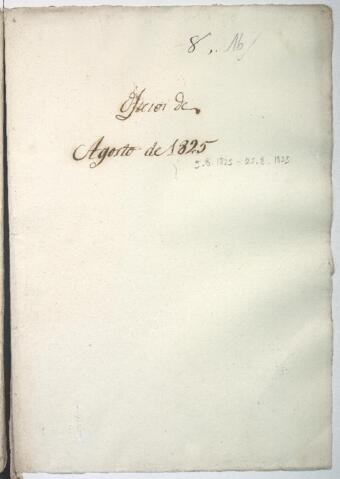 8, 16
Oficios de
Agosto de 1825
5.8.1825 - 25.8.1825